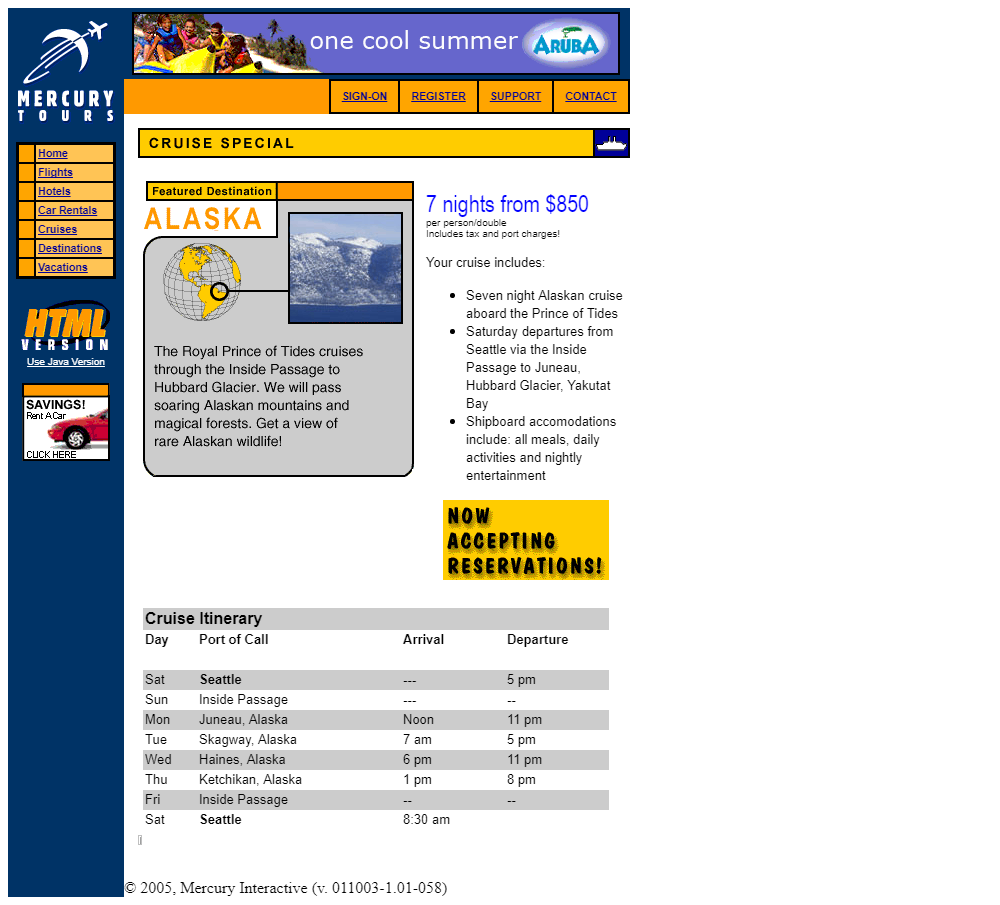 one cool summer ARUBA
MERCURY
TOURS
SIGN-ON REGISTER SUPPORT CONTACT
CRUISE SPECIAL
Home
Flights
Hotels
Car Rentals
Cruises
Destinations
Vacations
HTML
VERSION
Use Java Version
SAVINGS!
Rent A Car
CLICK HERE
Featured Destination
ALASKA
The Royal Prince of Tides cruises
through the Inside Passage to
Hubbard Glacier. We will pass
soaring Alaskan mountains and
magical forests. Get a view of
rare Alaskan wildlife!
7 nights from $850
per person/double
Includes tax and port charges!
Your cruise includes:
Seven night Alaskan cruise
aboard the Prince of Tides
Saturday departures from
Seattle via the Inside
Passage to Juneau,
Hubbard Glacier, Yakutat
Bay
Shipboard accomodations
include: all meals, daily
activities and nightly
entertainment
NOW
ACCEPTING
RESERVATIONS!
Cruise Itinerary
Day Port of Call Arrival Departure
Sat Seattle --- 5 pm
Sun Inside Passage --- --
Mon Juneau, Alaska Noon 11 pm
Tue Skagway, Alaska 7 am 5 pm
Wed Haines, Alaska 6 pm 11 pm
Thu Ketchikan, Alaska 1 pm 8 pm
Fri Inside Passage -- --
Sat Seattle 8:30 am
© 2005, Mercury Interactive (v. 011003-1.01-058)